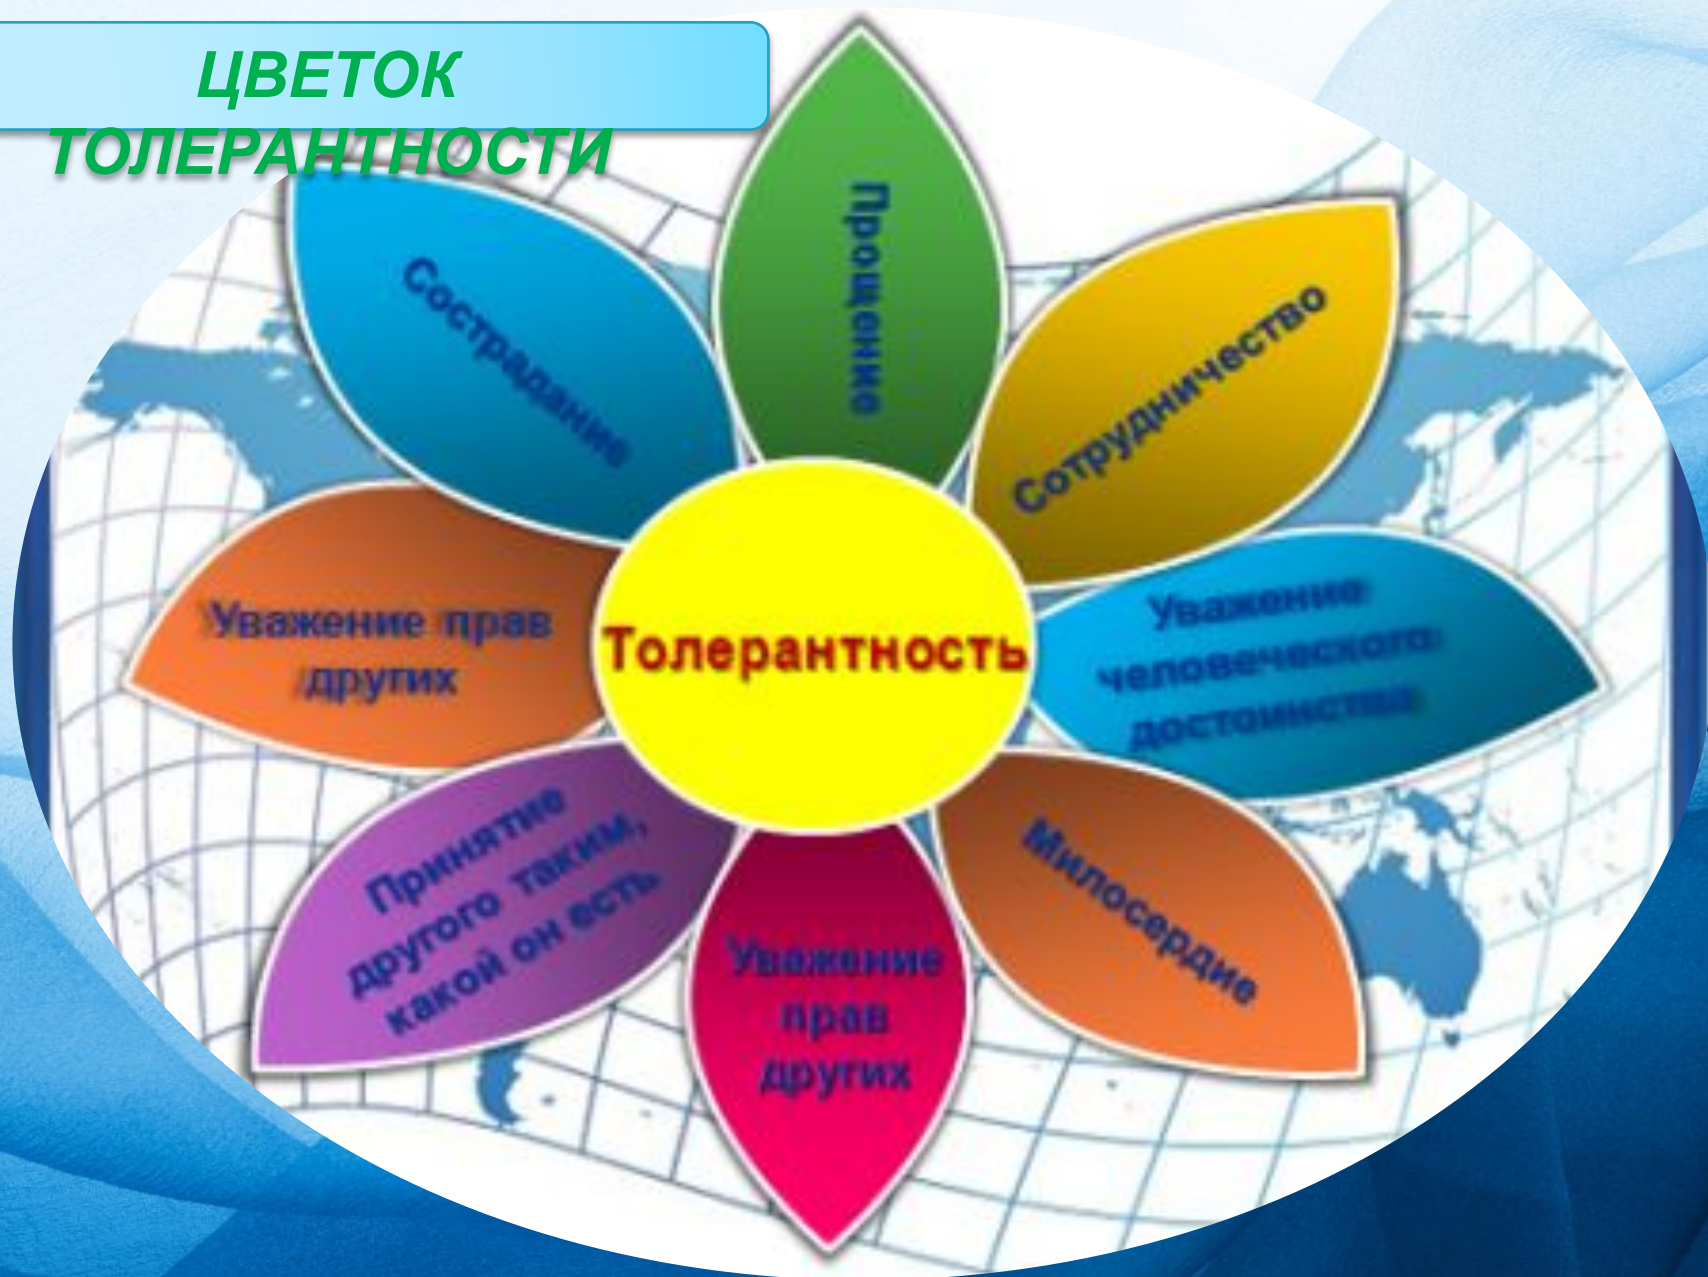 ЦВЕТОК
ТОЛЕРАНТНОСТИ
Прощение
Сострадание
Сотрудничество
Уважение прав
других
Толерантность
Уважение
человеческого
достоинства
Принятие
другого таким,
какой он есть
Уважение
прав
других
Милосердие